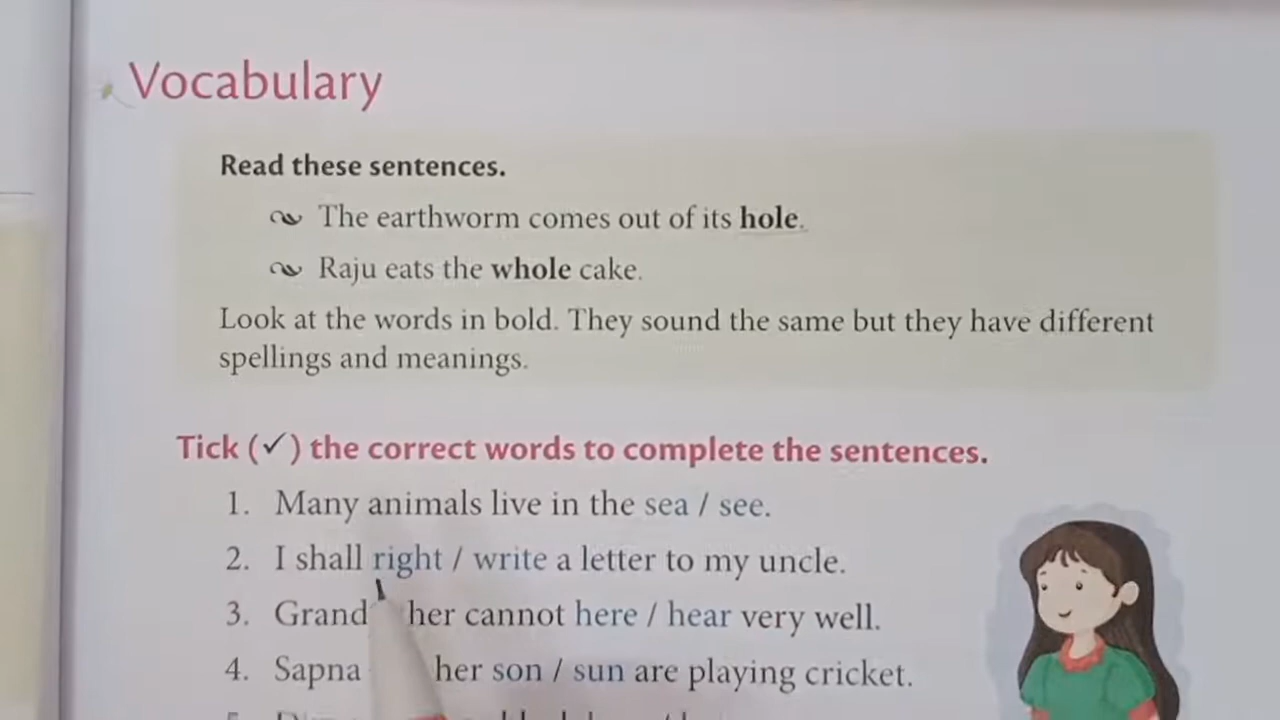 Vocabulary
Read these sentences.
The earthworm comes out of its hole.
Raju eats the whole cake.
Look at the words in bold. They sound the same but they have different
spellings and meanings.
Tick (✓) the correct words to complete the sentences.
1. Many animals live in the sea / see.
2. I shall right / write a letter to my uncle.
3. Grand her cannot here / hear very well.
4. Sapna her son / sun are playing cricket.